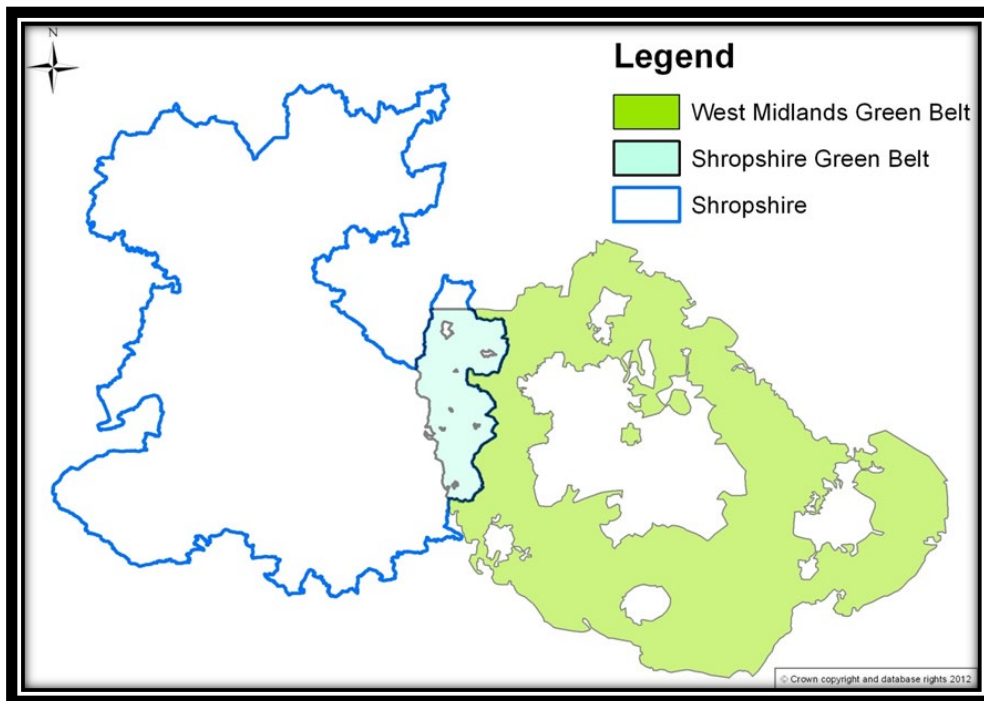 N
Legend
West Midlands Green Belt
Shropshire Green Belt
Shropshire
© Crown copyright and database rights 2012